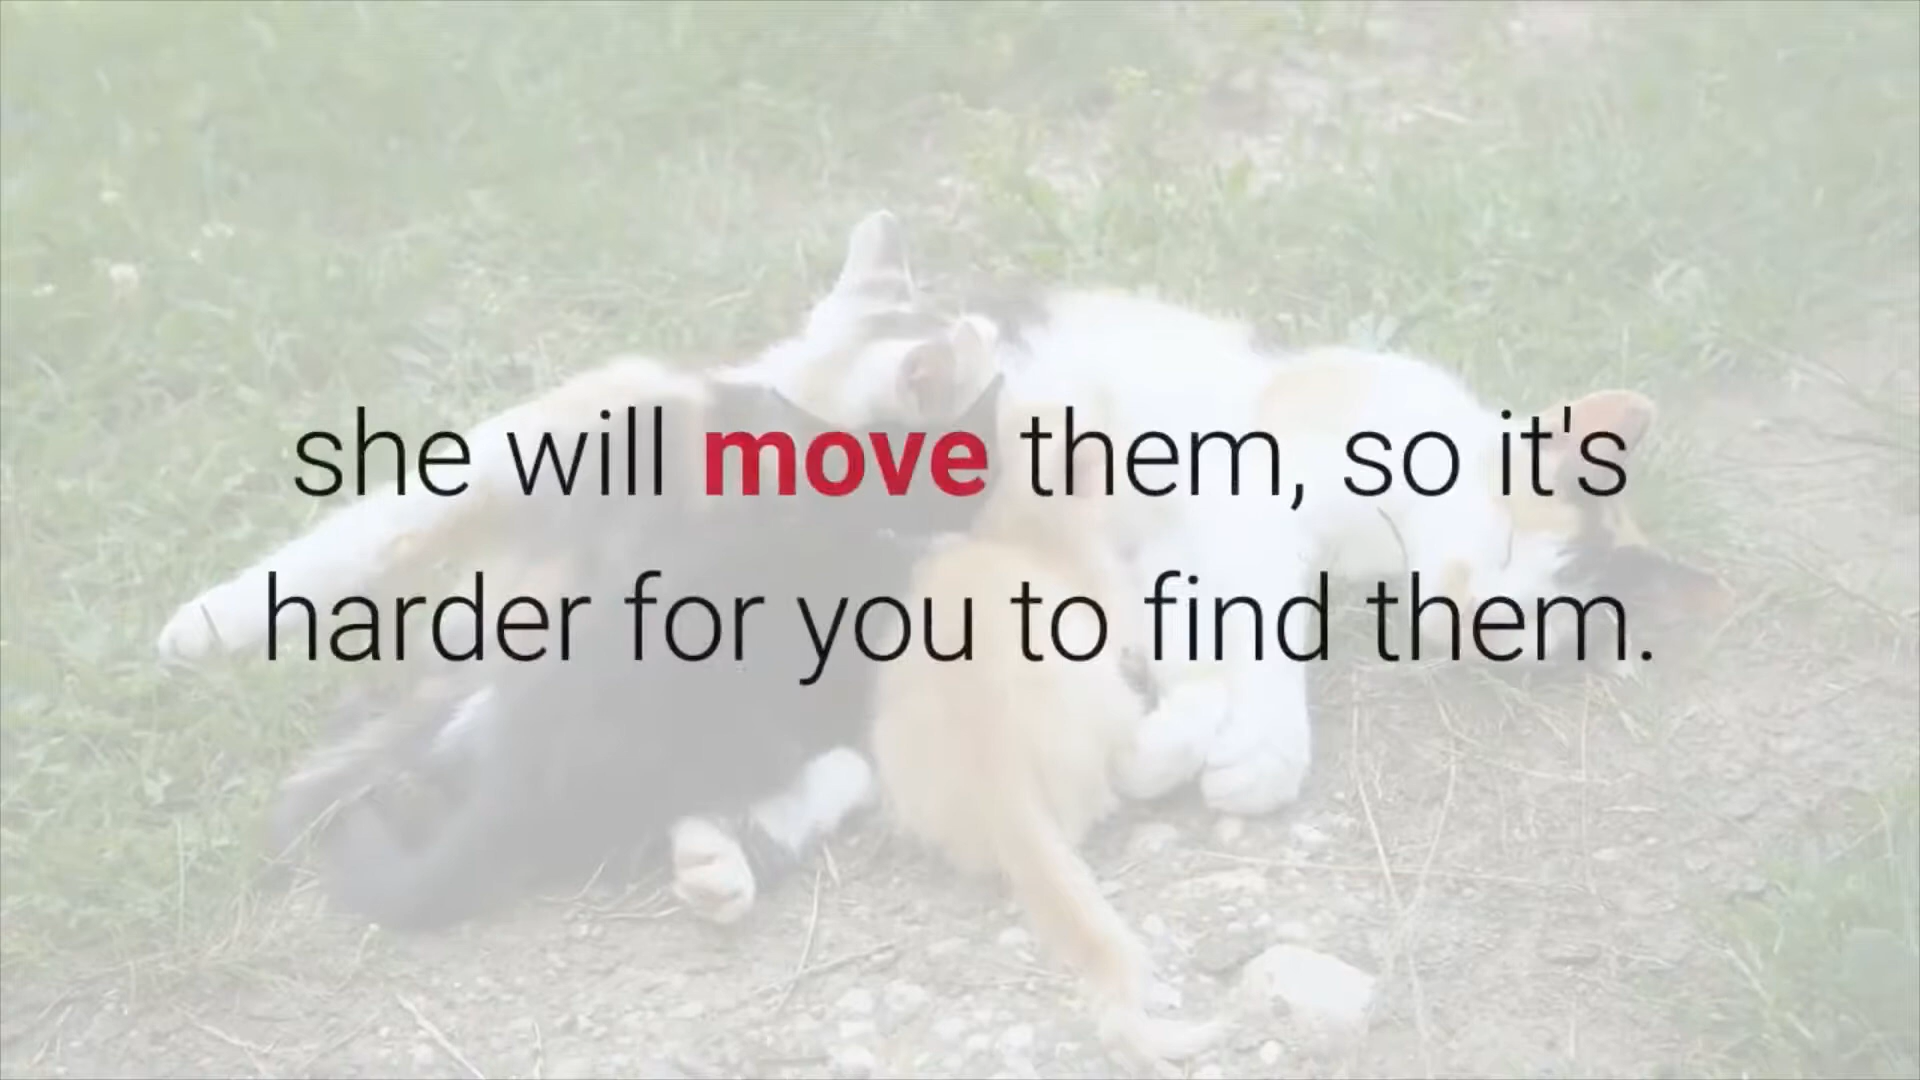 she will move them, so it's
harder for you to find them.